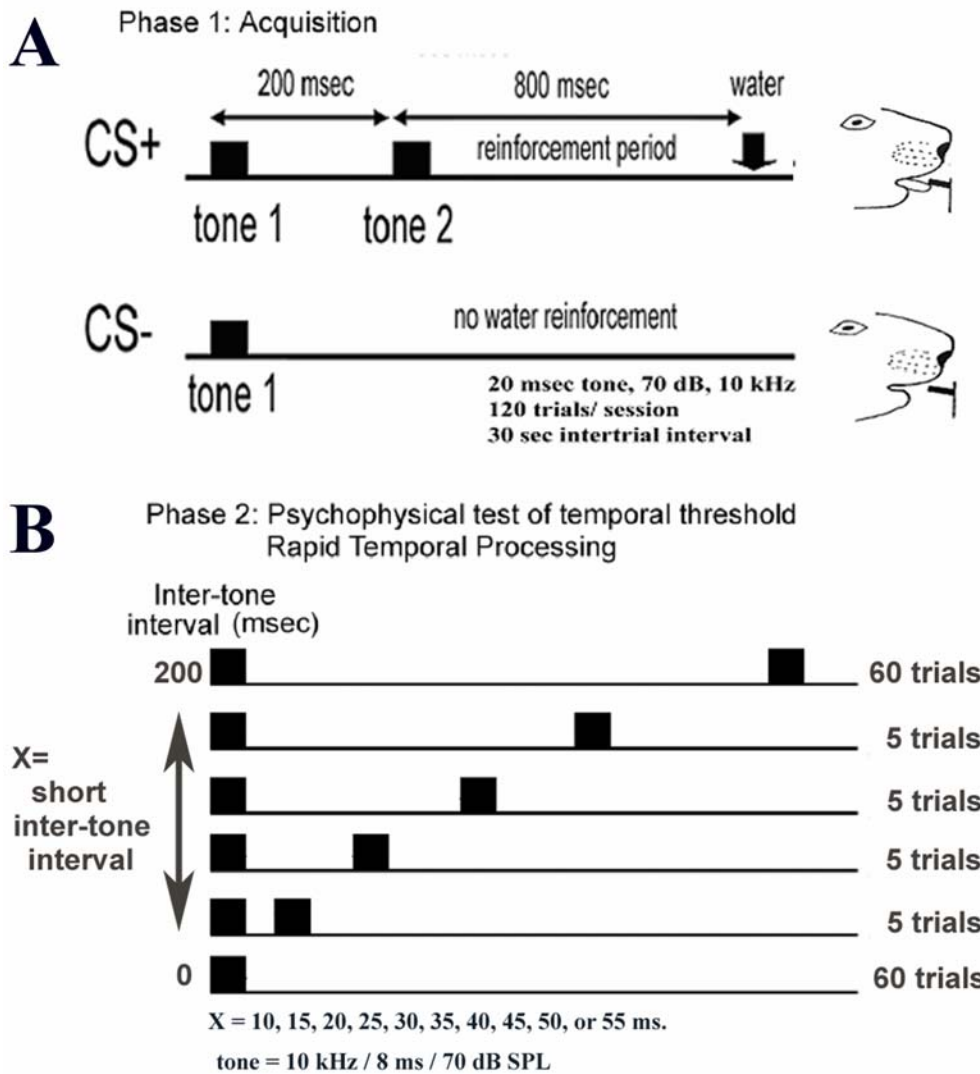 A
Phase 1: Acquisition
200 msec
800 msec
water
CS+
reinforcement period
tone 1
tone 2
CS-
no water reinforcement
tone 1
20 msec tone, 70 dB, 10 kHz
120 trials/ session
30 sec intertrial interval
B
Phase 2: Psychophysical test of temporal threshold
Rapid Temporal Processing
Inter-tone
interval (msec)
200
60 trials
5 trials
X=
short
inter-tone
interval
5 trials
5 trials
5 trials
0
60 trials
X = 10, 15, 20, 25, 30, 35, 40, 45, 50, or 55 ms.
tone = 10 kHz / 8 ms / 70 dB SPL